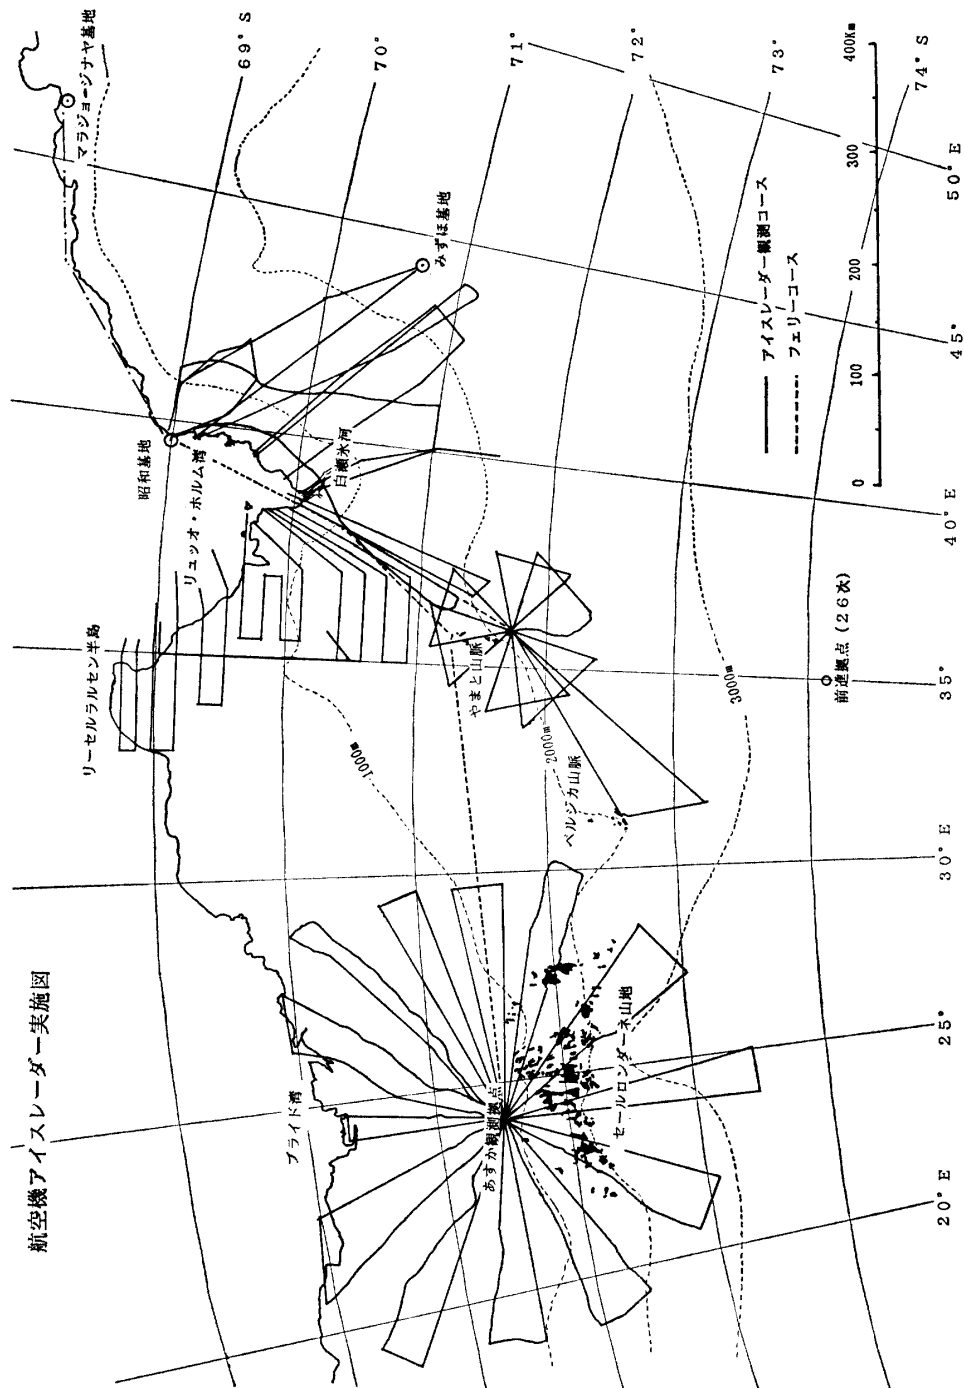 航空機アイスレーダー実施図
マラジョージナヤ基地
昭和基地
リュッオ・ホルム湾
リーセルラルセン半島
白瀬氷河
みずほ基地
やまと山脈
ベルジカ山脈
ブライド湾
あすか観測拠点
セールロンダーネ山地
前進拠点(26次)
1000m
2000m
3000m
69°S
70°
71°
72°
73°
74°S
20°E
25°
30°E
35°
40°E
45°
50°E
アイスレーダー観測コース
フェリーコース
0 100 200 300 400Km